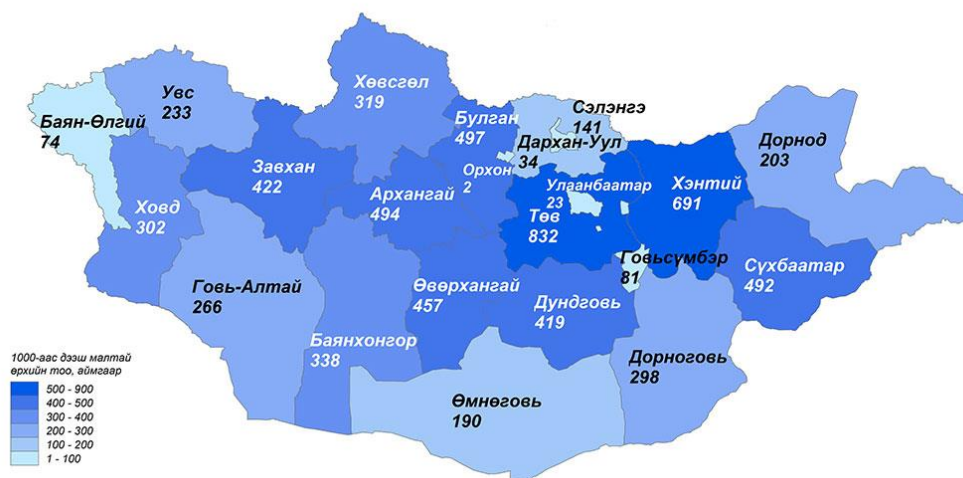 Хөвсгөл
319
Увс
233
Баян-Өлгий
74
Булган
497
Сэлэнгэ
141
Дархан-Уул
34
Дорнод
203
Завхан
422
Орхон
2
Архангай
494
Улаанбаатар
23
Төв
832
Хэнтий
691
Ховд
302
Говьсүмбэр
81
Сүхбаатар
492
Говь-Алтай
266
Өвөрхангай
457
Дундговь
419
Баянхонгор
338
Дорноговь
298
Өмнөговь
190
1000-аас дээш малтай
өрхийн тоо, аймгаар
500 - 900
400 - 500
300 - 400
200 - 300
100 - 200
1 - 100